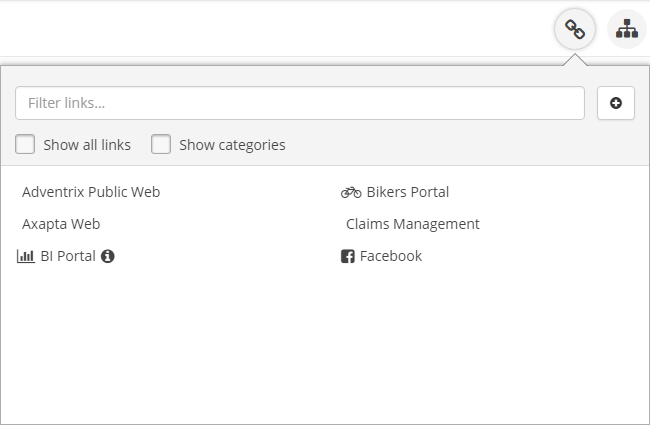 Filter links...
Show all links Show categories
Adventrix Public Web
Bikers Portal
Axapta Web
Claims Management
BI Portal
Facebook